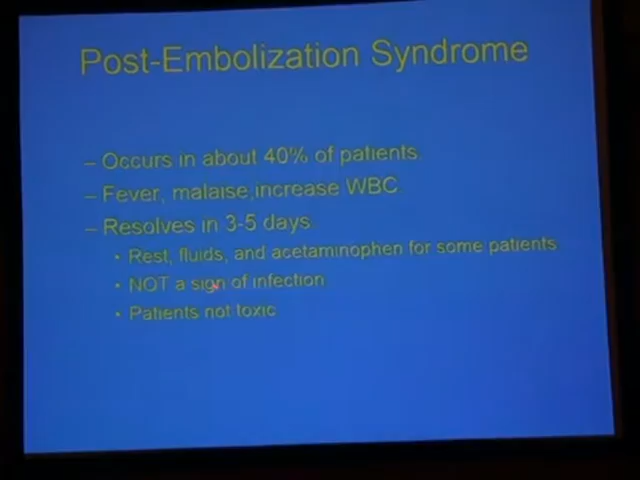 Post-Embolization Syndrome
– Occurs in about 40% of patients.
– Fever, malaise,increase WBC
– Resolves in 3-5 days
• Rest, fluids, and acetaminophen for some patients
• NOT a sign of infection
• Patients not toxic